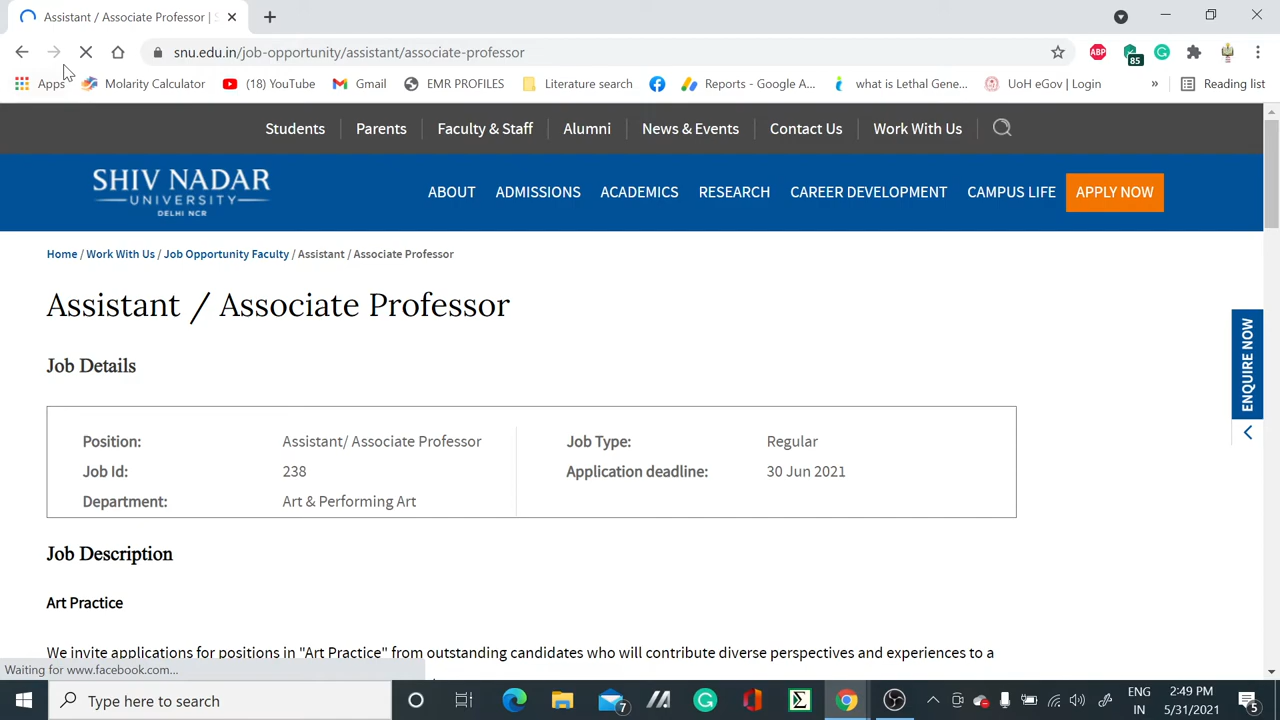 Assistant / Associate Professor | S
snu.edu.in/job-opportunity/assistant/associate-professor
ABP
85
Apps
Molarity Calculator
(18) YouTube
Gmail
EMR PROFILES
Literature search
Reports - Google A...
what is Lethal Gene...
UoH eGov | Login
»
Reading list
Students
Parents
Faculty & Staff
Alumni
News & Events
Contact Us
Work With Us
SHIV NADAR
UNIVERSITY
DELHI NCR
ABOUT
ADMISSIONS
ACADEMICS
RESEARCH
CAREER DEVELOPMENT
CAMPUS LIFE
APPLY NOW
Home / Work With Us / Job Opportunity Faculty / Assistant / Associate Professor
Assistant / Associate Professor
ENQUIRE NOW
Job Details
Position: Assistant/ Associate Professor
Job Type: Regular
Job Id: 238
Application deadline: 30 Jun 2021
Department: Art & Performing Art
Job Description
Art Practice
We invite applications for positions in "Art Practice" from outstanding candidates who will contribute diverse perspectives and experiences to a
Waiting for www.facebook.com...
Type here to search
7
ENG
IN
2:49 PM
5/31/2021
5